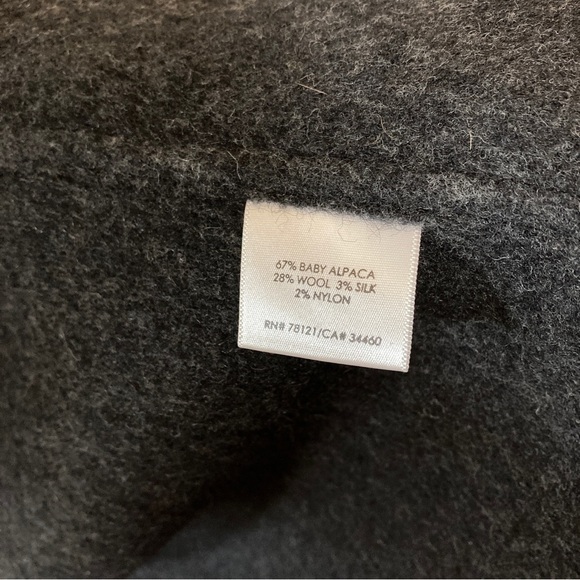 67% BABY ALPACA
28% WOOL 3% SILK
2% NYLON
RN# 78121/CA# 34460